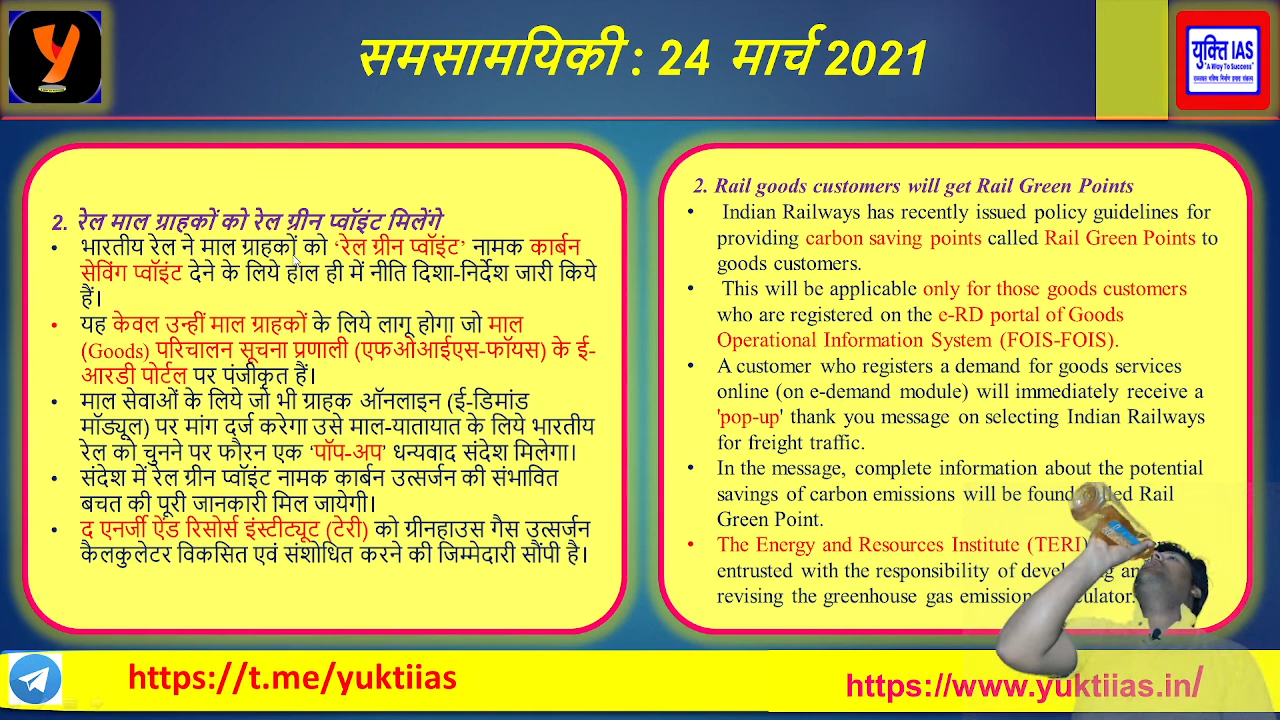 समसामयिकी : 24 मार्च 2021
युक्ति IAS
"A Way To Success"
2. रेल माल ग्राहकों को रेल ग्रीन प्वॉइंट मिलेंगे
• भारतीय रेल ने माल ग्राहकों को ‘रेल ग्रीन प्वॉइंट’ नामक कार्बन
सेविंग प्वॉइंट देने के लिये हाल ही में नीति दिशा-निर्देश जारी किये
हैं।
• यह केवल उन्हीं माल ग्राहकों के लिये लागू होगा जो माल
(Goods) परिचालन सूचना प्रणाली (एफओआईएस-फॉयस) के ई-
आरडी पोर्टल पर पंजीकृत हैं।
• माल सेवाओं के लिये जो भी ग्राहक ऑनलाइन (ई-डिमांड
मॉड्यूल) पर मांग दर्ज करेगा उसे माल-यातायात के लिये भारतीय
रेल को चुनने पर फौरन एक ‘पॉप-अप’ धन्यवाद संदेश मिलेगा।
• संदेश में रेल ग्रीन प्वॉइंट नामक कार्बन उत्सर्जन की संभावित
बचत की पूरी जानकारी मिल जायेगी।
• द एनर्जी ऐंड रिसोर्स इंस्टीट्यूट (टेरी) को ग्रीनहाउस गैस उत्सर्जन
कैलकुलेटर विकसित एवं संशोधित करने की जिम्मेदारी सौंपी है।
2. Rail goods customers will get Rail Green Points
• Indian Railways has recently issued policy guidelines for
providing carbon saving points called Rail Green Points to
goods customers.
• This will be applicable only for those goods customers
who are registered on the e-RD portal of Goods
Operational Information System (FOIS-FOIS).
• A customer who registers a demand for goods services
online (on e-demand module) will immediately receive a
'pop-up' thank you message on selecting Indian Railways
for freight traffic.
• In the message, complete information about the potential
savings of carbon emissions will be found Rail
Green Point.
• The Energy and Resources Institute (TERI)
entrusted with the responsibility of
revising the greenhouse gas emission
https://t.me/yuktiias
https://www.yuktiias.in/